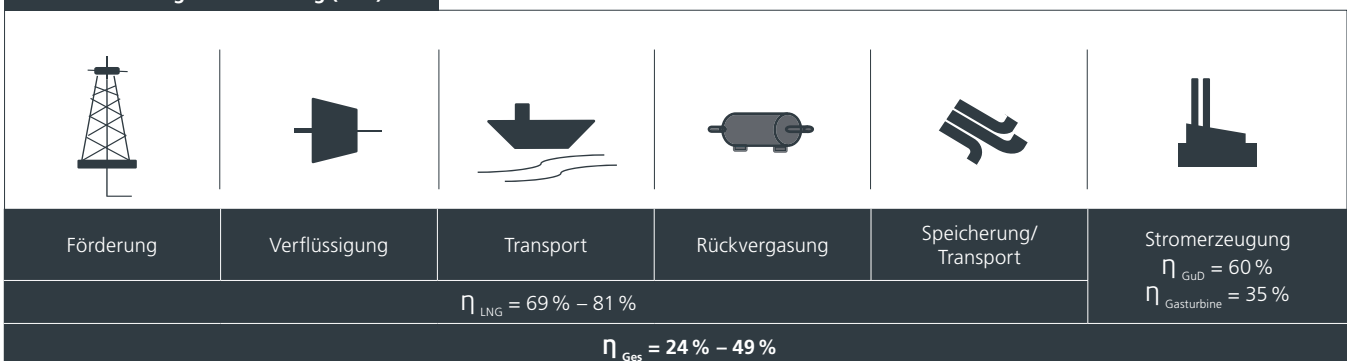 Förderung
Verflüssigung
Transport
Rückvergasung
Speicherung/
Transport
Stromerzeugung
η GuD = 60 %
η Gasturbine = 35 %
η LNG = 69 % – 81 %
η Ges = 24 % – 49 %